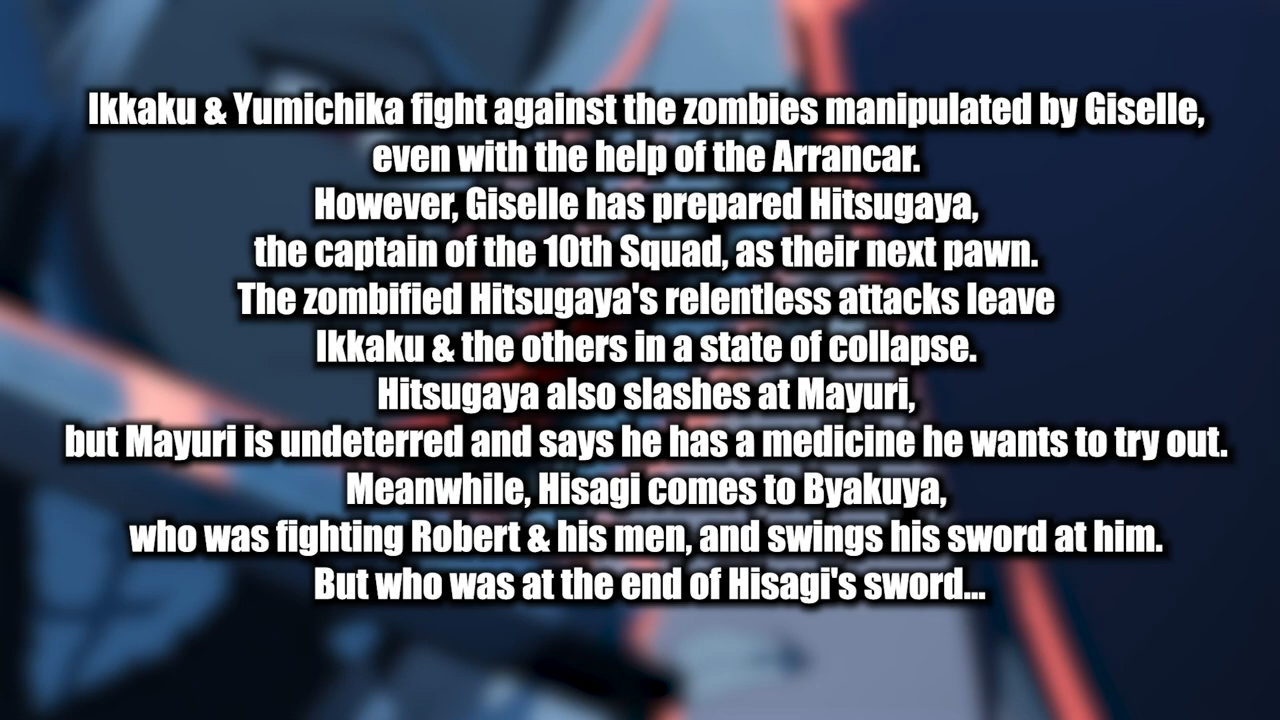 Ikkaku & Yumichika fight against the zombies manipulated by Giselle,
even with the help of the Arrancar.
However, Giselle has prepared Hitsugaya,
the captain of the 10th Squad, as their next pawn.
The zombified Hitsugaya's relentless attacks leave
Ikkaku & the others in a state of collapse.
Hitsugaya also slashes at Mayuri,
but Mayuri is undeterred and says he has a medicine he wants to try out.
Meanwhile, Hisagi comes to Byakuya,
who was fighting Robert & his men, and swings his sword at him.
But who was at the end of Hisagi's sword...